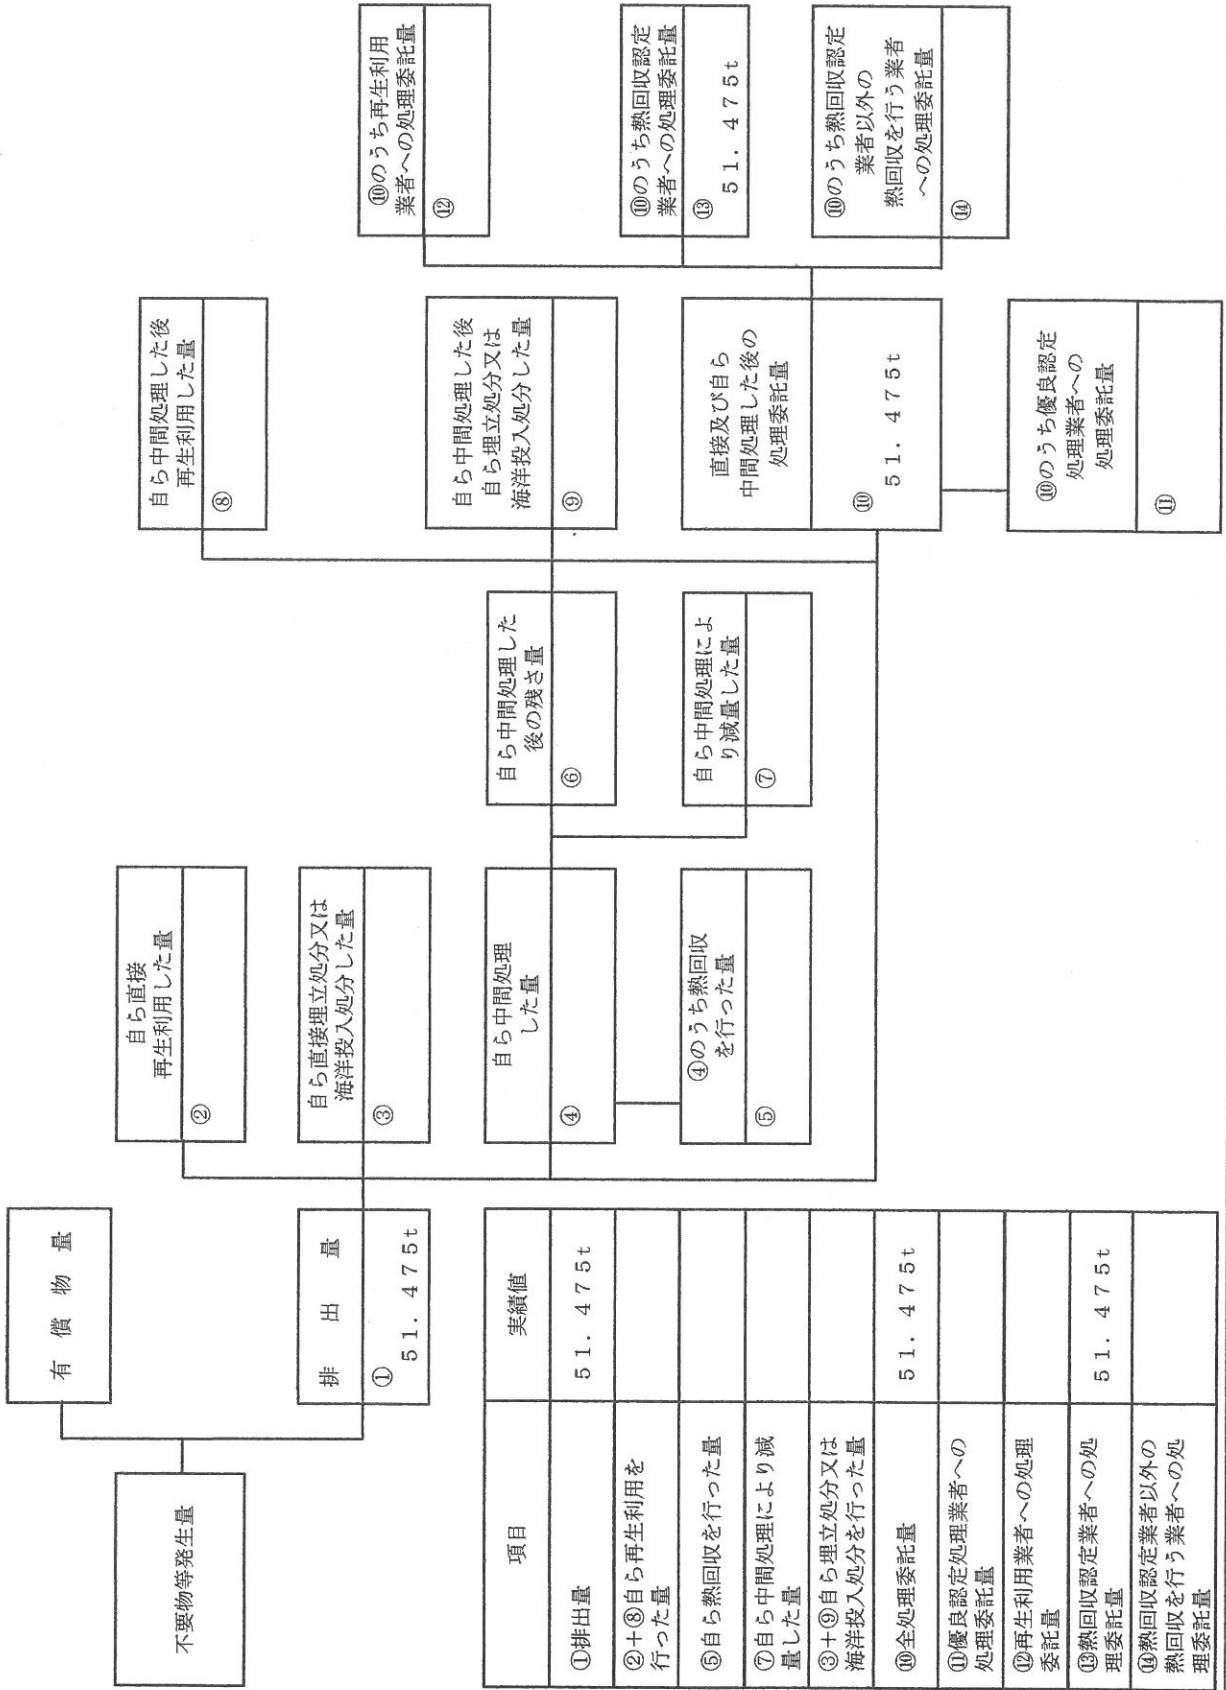 不要物等発生量
有償物量
排出量
①
51.475t
自ら直接
再生利用した量
②
自ら直接埋立処分又は
海洋投入処分した量
③
自ら中間処理
した量
④
④のうち熱回収
を行った量
⑤
自ら中間処理した
後の残さ量
⑥
自ら中間処理によ
り減量した量
⑦
自ら中間処理した後
再生利用した量
⑧
自ら中間処理した後
自ら埋立処分又は
海洋投入処分した量
⑨
直接及び自ら
中間処理した後の
処理委託量
⑩
51.475t
⑩のうち優良認定
処理業者への
処理委託量
⑪
⑩のうち再生利用
業者への処理委託量
⑫
⑩のうち熱回収認定
業者への処理委託量
⑬
51.475t
⑩のうち熱回収認定
業者以外の
熱回収を行う業者
への処理委託量
⑭
項目 実績値
①排出量 51.475t
②+⑧自ら再生利用を
行った量
⑤自ら熱回収を行った量
⑦自ら中間処理により減
量した量
③+⑨自ら埋立処分又は
海洋投入処分を行った量
⑩全処理委託量 51.475t
⑪優良認定処理業者への
処理委託量
⑫再生利用業者への処理
委託量
⑬熱回収認定業者への処
理委託量 51.475t
⑭熱回収認定業者以外の
熱回収を行う業者への処
理委託量